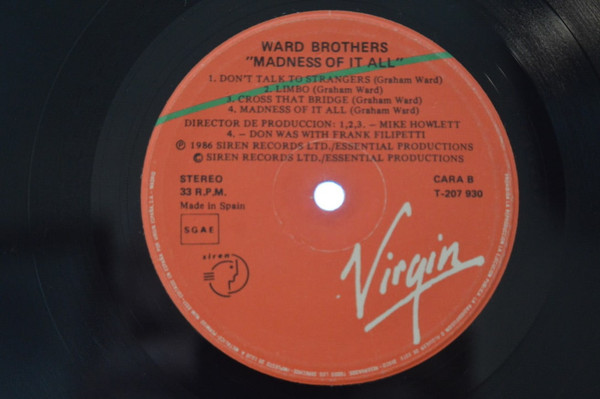 WARD BROTHERS
"MADNESS OF IT ALL"
1. DON'T TALK TO STRANGERS (Graham Ward)
2. LIMBO (Graham Ward)
3. CROSS THAT BRIDGE (Graham Ward)
4. MADNESS OF IT ALL (Graham Ward)
DIRECTOR DE PRODUCCION: 1,2,3. – MIKE HOWLETT
4. – DON WAS WITH FRANK FILIPETTI
Ⓟ 1986 SIREN RECORDS LTD./ESSENTIAL PRODUCTIONS
© SIREN RECORDS LTD./ESSENTIAL PRODUCTIONS
STEREO
33 R.P.M.
Made in Spain
CARA B
T-207 930
SGAE
siren
Virgin